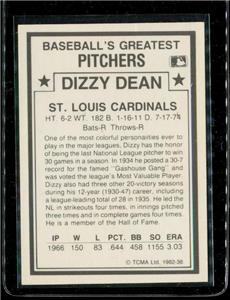 BASEBALL'S GREATEST
PITCHERS
DIZZY DEAN
ST. LOUIS CARDINALS
HT. 6-2 WT. 182 B. 1-16-11 D. 7-17-74
Bats-R Throws-R
One of the most colorful personalities ever to
play in the major leagues, Dizzy has the honor
of being the last National League pitcher to win
30 games in a season. In 1934 he posted a 30-7
record for the famed "Gashouse Gang" and
was voted the league's Most Valuable Player.
Dizzy also had three other 20-victory seasons
during his 12-year (1930-47) career, including
a league-leading total of 28 in 1935. He led the
NL in strikeouts four times, in innings pitched
three times and in complete games four times.
He is a member of the Hall of Fame.
IP W L PCT. SO BB SO ERA
1966 150 83 .644 458 1155 3.03
© TCMA Ltd. 1982-36